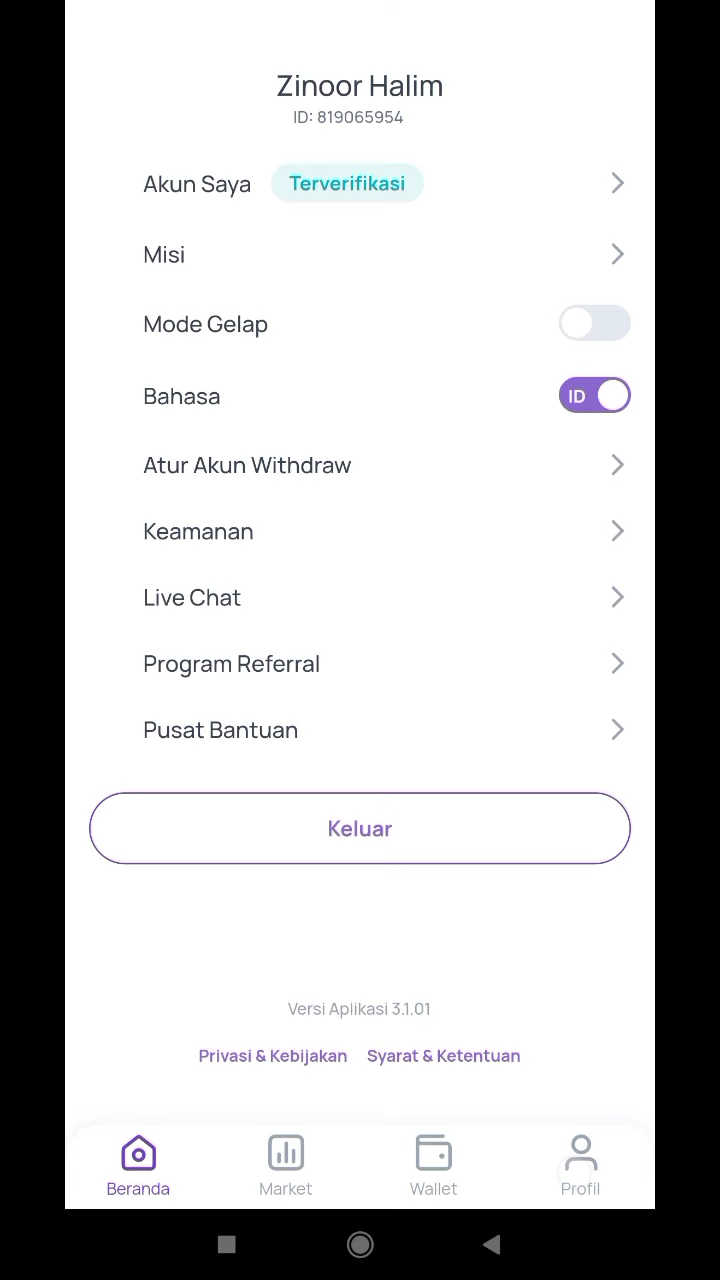 Zinoor Halim
ID: 819065954
Akun Saya Terverifikasi
Misi
Mode Gelap
Bahasa ID
Atur Akun Withdraw
Keamanan
Live Chat
Program Referral
Pusat Bantuan
Keluar
Versi Aplikasi 3.1.01
Privasi & Kebijakan Syarat & Ketentuan
Beranda Market Wallet Profil